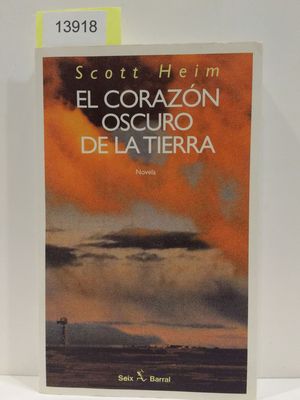 13918
Scott Heim
EL CORAZÓN
OSCURO
DE LA TIERRA
Novela
Seix Barral